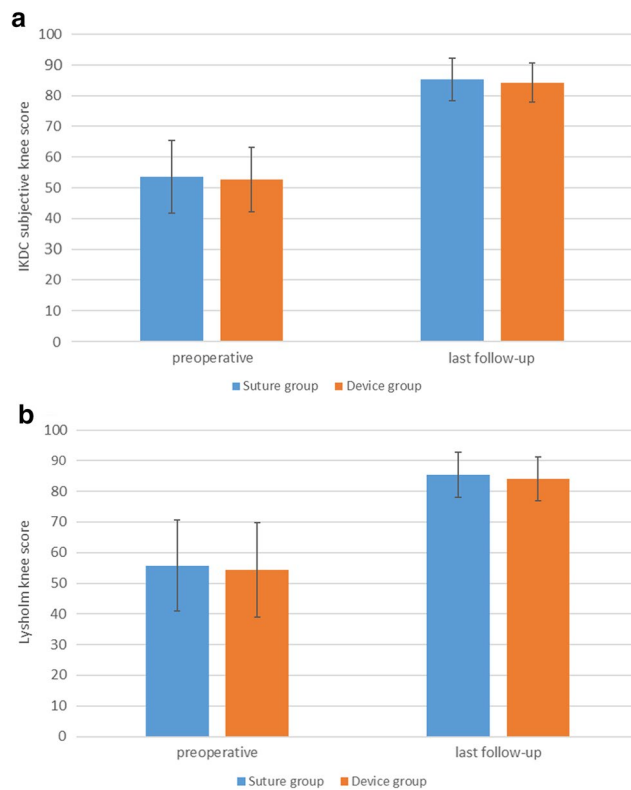 a
100
90
80
70
60
50
40
30
20
10
0
IKDC subjective knee score
preoperative last follow-up
Suture group Device group
b
100
90
80
70
60
50
40
30
20
10
0
Lysholm knee score
preoperative last follow-up
Suture group Device group